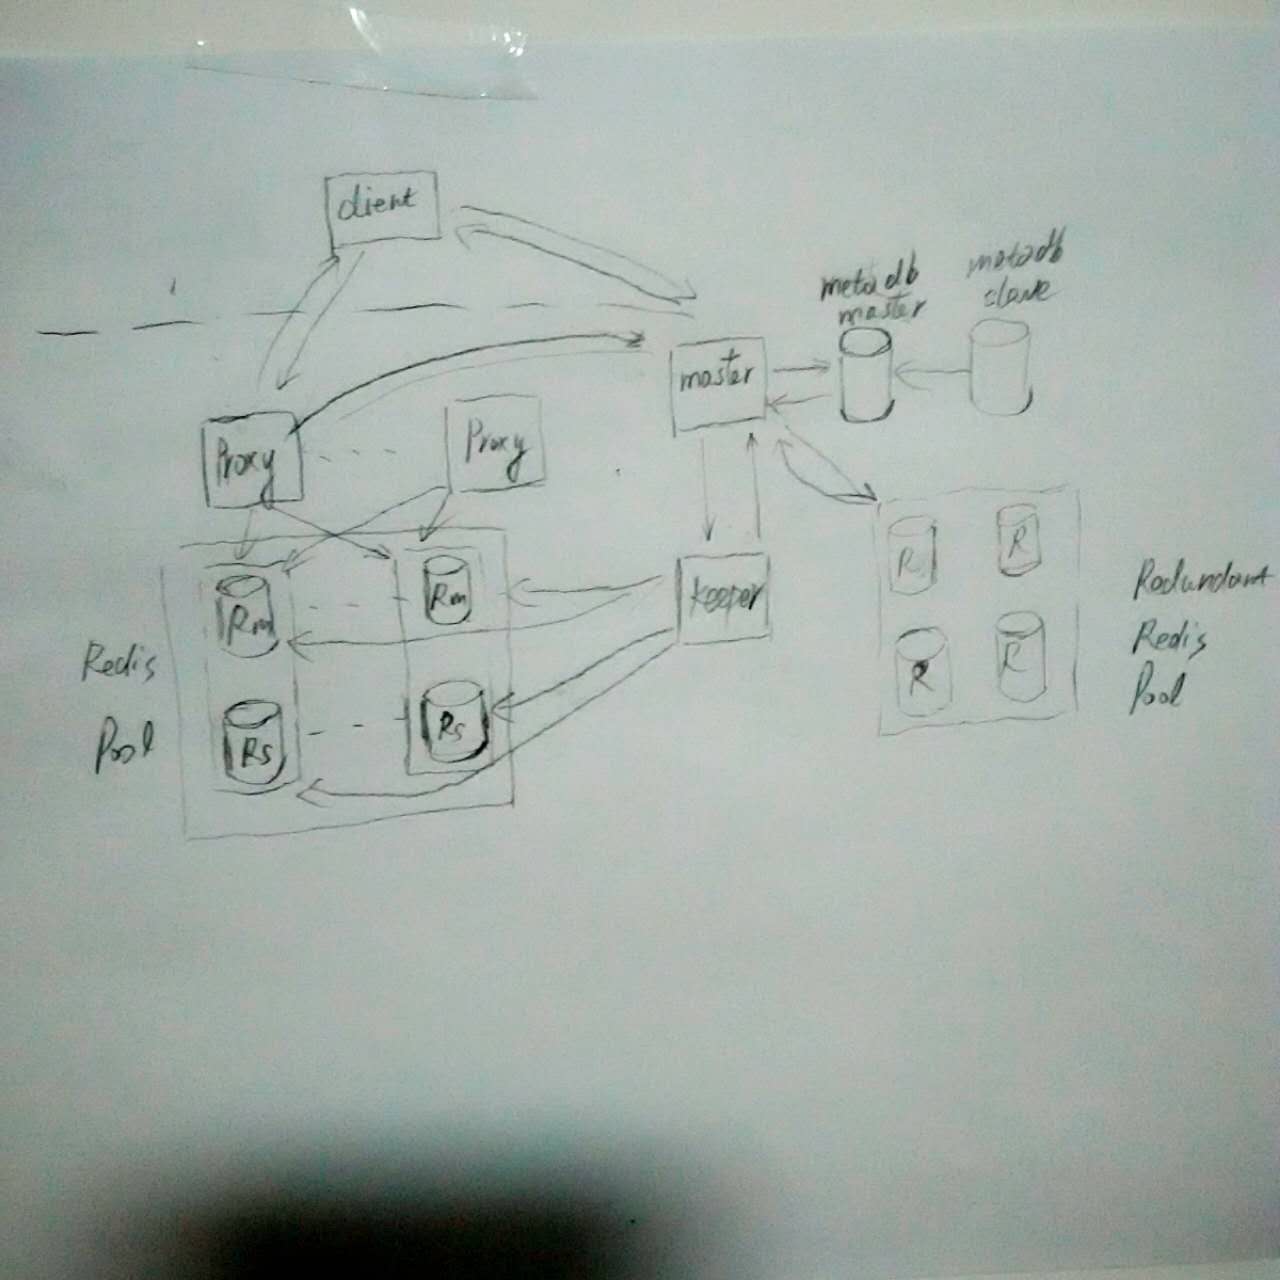 client
metadb
master
metadb
slave
master
Proxy
Proxy
Rm
Rm
keeper
R
R
Redundant
Redis
Pool
Redis
Pool
Rs
Rs
R
R